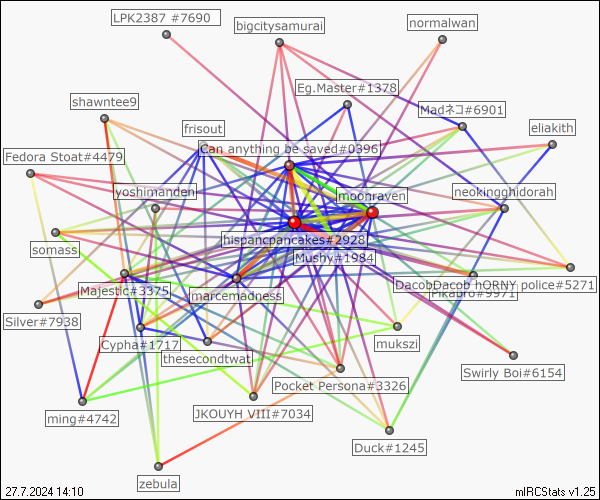 LPK2387 #7690
bigcitysamurai
normalwan
Eg.Master#1378
shawntee9
Madネコ#6901
frisout
eliakith
Can anything be saved#0396
Fedora Stoat#4479
yoshimanden
moonraven
neokingghidorah
hispancpancakes#2928
somass
Mushy#1984
DacobDacob hORNY police#5271
Pikabro#9971
Majestic#3375
marcemadness
Silver#7938
Cypha#1717
mukszi
thesecondtwat
Swirly Boi#6154
Pocket Persona#3326
ming#4742
JKOUYH VIII#7034
Duck#1245
zebula
27.7.2024 14:10
mIRCStats v1.25